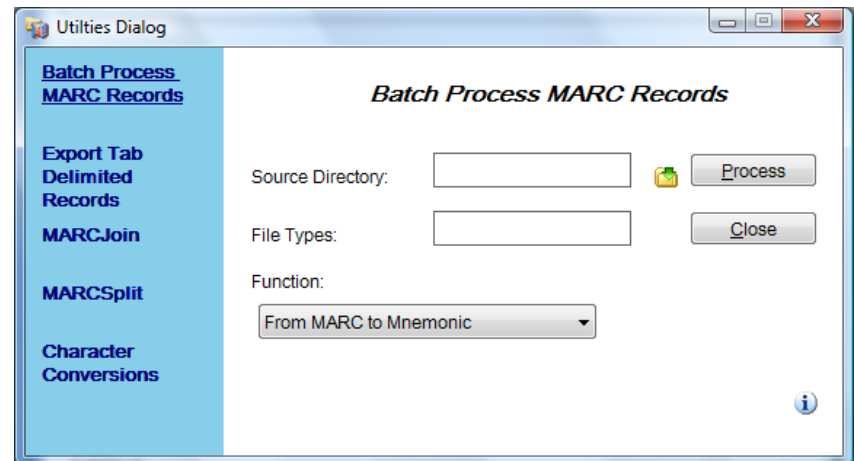 Utilties Dialog
Batch Process
MARC Records
Export Tab
Delimited
Records
MARCJoin
MARCSplit
Character
Conversions
Batch Process MARC Records
Source Directory:
Process
File Types:
Close
Function:
From MARC to Mnemonic